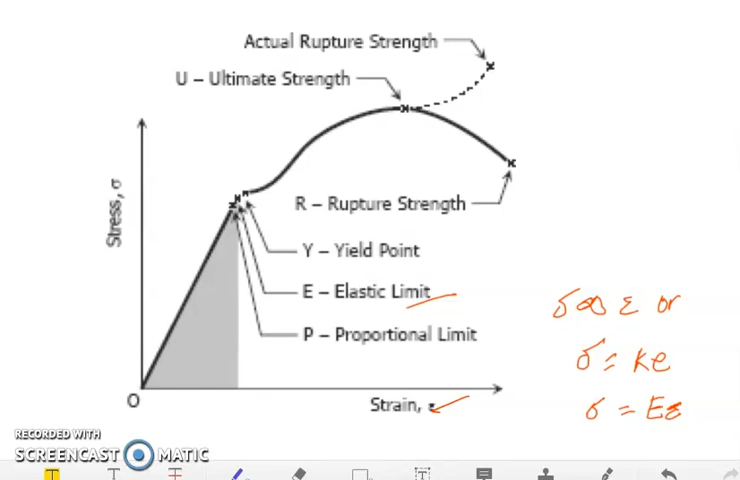 Actual Rupture Strength
U – Ultimate Strength
Stress, σ
R – Rupture Strength
Y – Yield Point
E – Elastic Limit
P – Proportional Limit
O
Strain, ε
σ ∝ ε or
σ = ke
σ = Eε
RECORDED WITH
SCREENCAST MATIC
T T T T